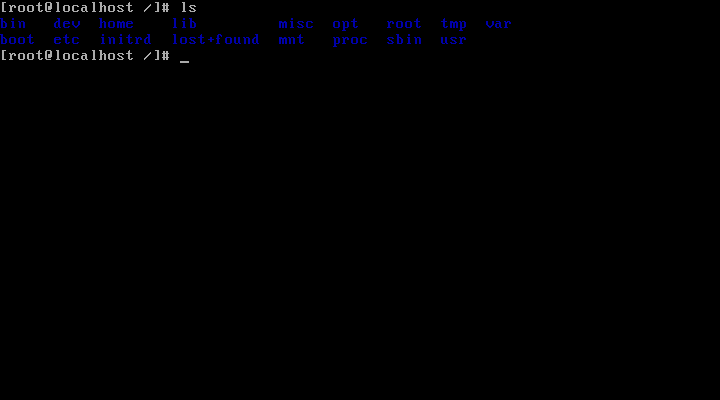 [root@localhost /]# ls
bin   dev  home    lib         misc  opt   root  tmp  var
boot  etc  initrd  lost+found  mnt   proc  sbin  usr
[root@localhost /]# _